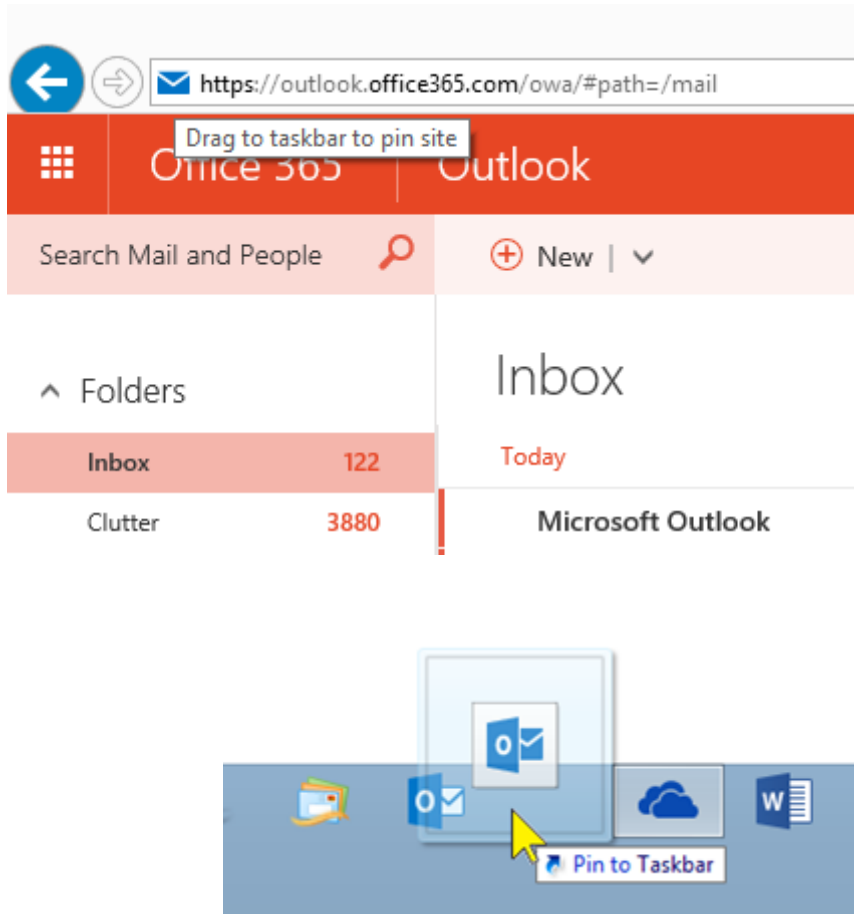 https://outlook.office365.com/owa/#path=/mail
Drag to taskbar to pin site
Office 365 Outlook
Search Mail and People
New
Folders
Inbox 122
Clutter 3880
Inbox
Today
Microsoft Outlook
Pin to Taskbar